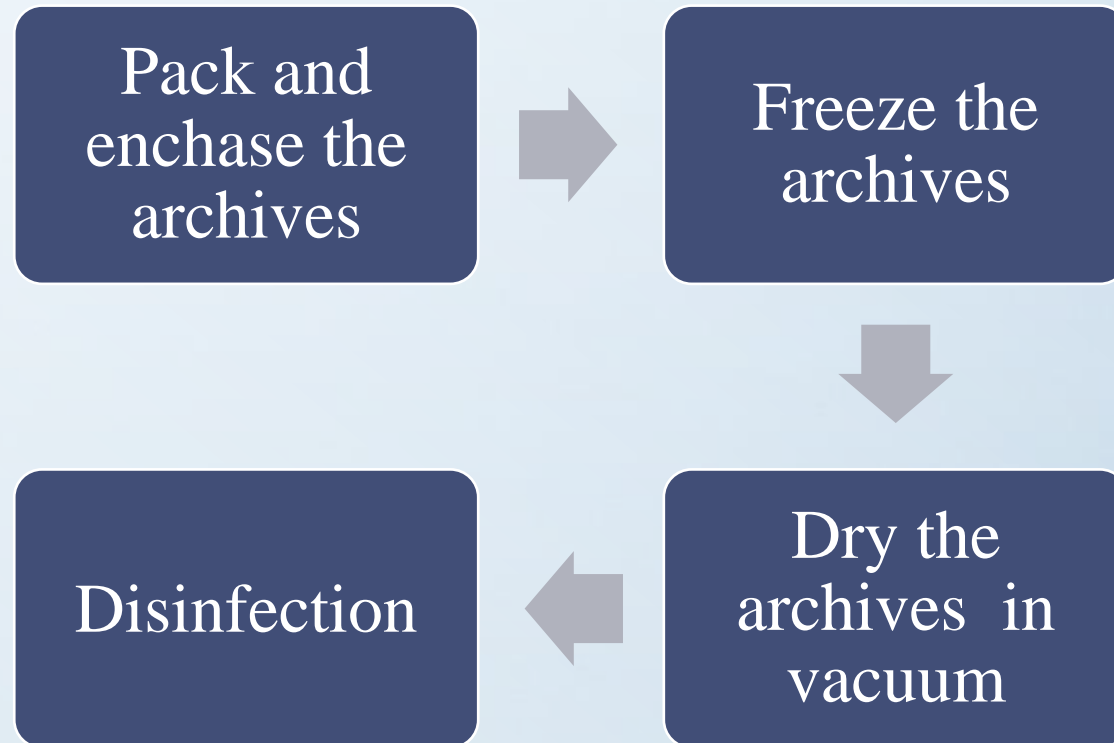 Pack and
enchase the
archives
Freeze the
archives
Dry the
archives  in
vacuum
Disinfection